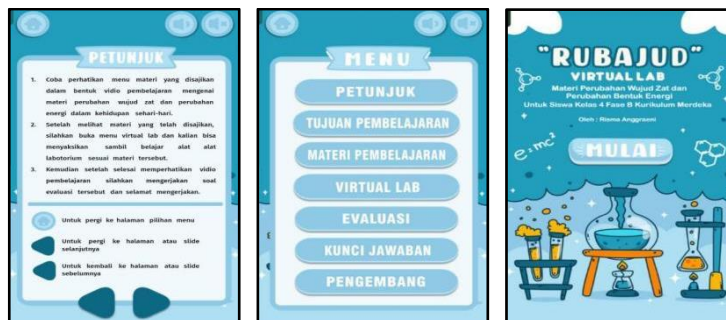 PETUNJUK
1. Coba perhatikan menu materi yang disajikan
dalam bentuk vidio pembelajaran mengenai
materi perubahan wujud zat dan perubahan
energi dalam kehidupan sehari-hari.
2. Setelah melihat materi yang telah disajikan,
silahkan buka menu virtual lab dan kalian bisa
menyaksikan sambil belajar alat alat
labotorium sesuai materi tersebut.
3. Kemudian setelah selesai memperhatikan vidio
pembelajaran silahkan mengerjakan soal
evaluasi tersebut dan selamat mengerjakan.
Untuk pergi ke halaman pilihan menu
Untuk pergi ke halaman atau slide
selanjutnya
Untuk kembali ke halaman atau slide
sebelumnya
MENU
PETUNJUK
TUJUAN PEMBELAJARAN
MATERI PEMBELAJARAN
VIRTUAL LAB
EVALUASI
KUNCI JAWABAN
PENGEMBANG
"RUBAJUD"
VIRTUAL LAB
Materi Perubahan Wujud Zat dan
Perubahan Bentuk Energi
Untuk Siswa Kelas 4 Fase B Kurikulum Merdeka
Oleh : Risma Anggraeni
e=mc²
MULAI